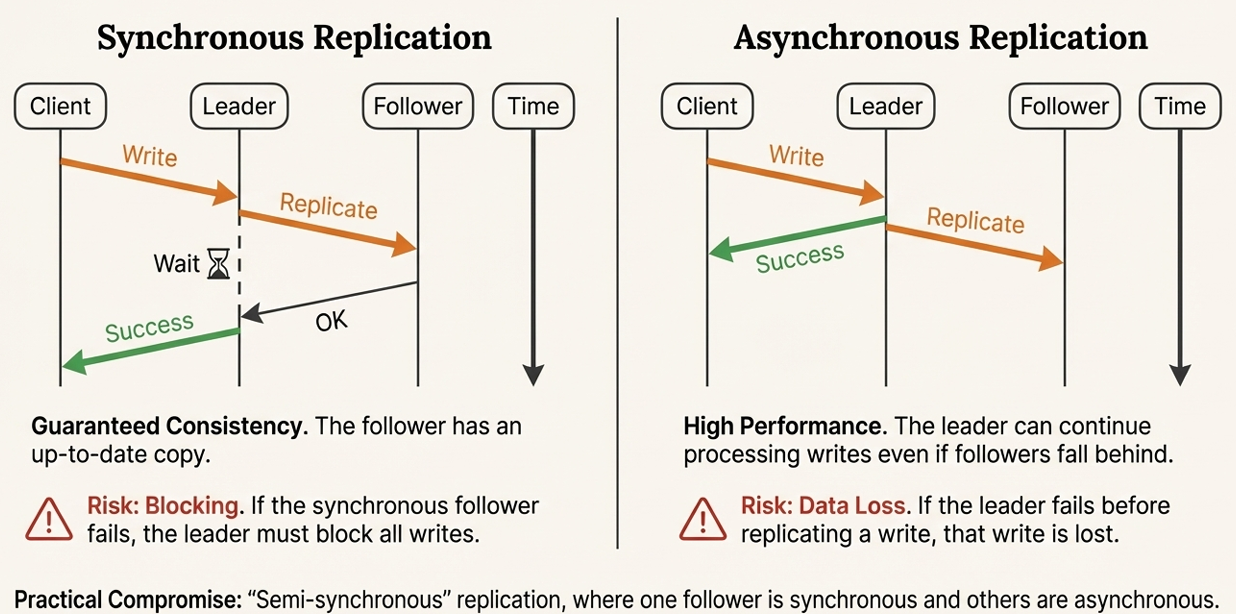 Synchronous Replication
Client
Leader
Follower
Time
Write
Replicate
Wait
OK
Success
Guaranteed Consistency. The follower has an
up-to-date copy.
Risk: Blocking. If the synchronous follower
fails, the leader must block all writes.
Asynchronous Replication
Client
Leader
Follower
Time
Write
Replicate
Success
High Performance. The leader can continue
processing writes even if followers fall behind.
Risk: Data Loss. If the leader fails before
replicating a write, that write is lost.
Practical Compromise: “Semi-synchronous” replication, where one follower is synchronous and others are asynchronous.